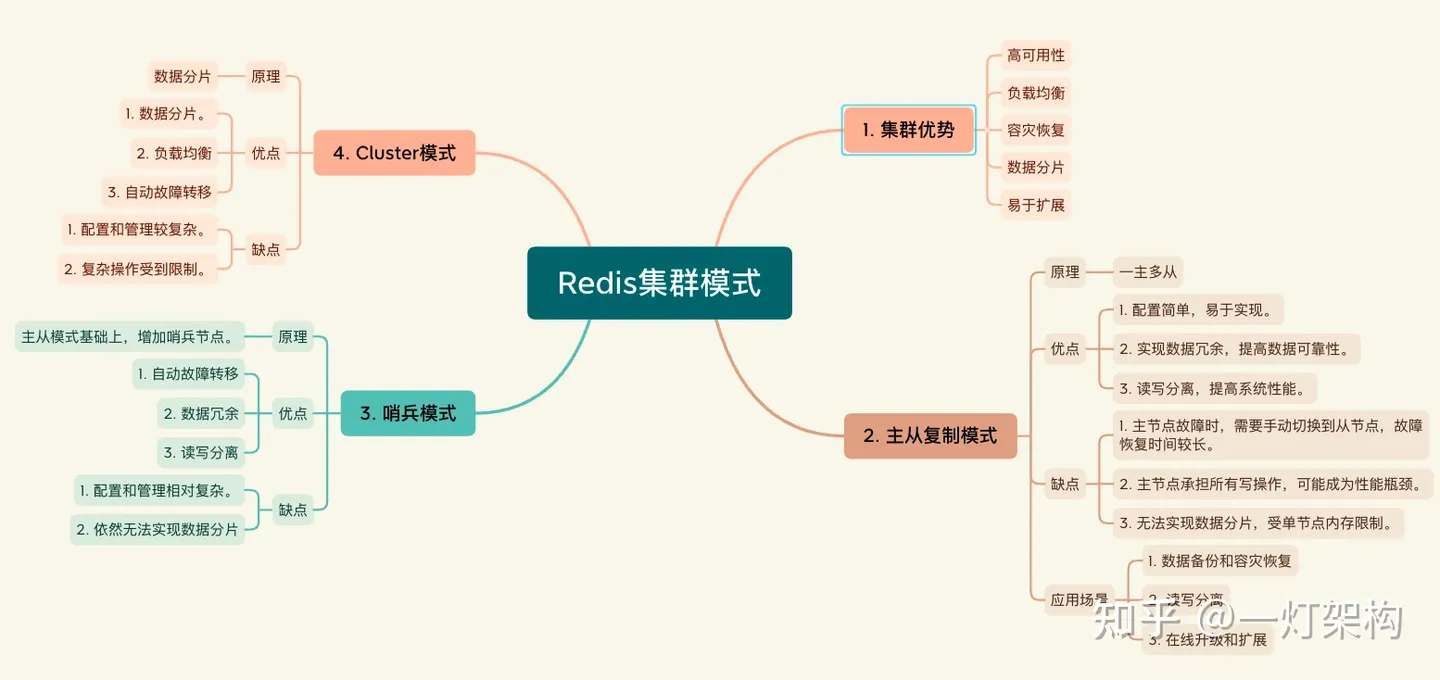 Redis集群模式
1. 集群优势
高可用性
负载均衡
容灾恢复
数据分片
易于扩展
2. 主从复制模式
原理
一主多从
优点
1. 配置简单，易于实现。
2. 实现数据冗余，提高数据可靠性。
3. 读写分离，提高系统性能。
缺点
1. 主节点故障时，需要手动切换到从节点，故障
恢复时间较长。
2. 主节点承担所有写操作，可能成为性能瓶颈。
3. 无法实现数据分片，受单节点内存限制。
应用场景
1. 数据备份和容灾恢复
2. 读写分离
3. 在线升级和扩展
3. 哨兵模式
原理
主从模式基础上，增加哨兵节点。
优点
1. 自动故障转移
2. 数据冗余
3. 读写分离
缺点
1. 配置和管理相对复杂。
2. 依然无法实现数据分片
4. Cluster模式
原理
数据分片
优点
1. 数据分片。
2. 负载均衡
3. 自动故障转移
缺点
1. 配置和管理较复杂。
2. 复杂操作受到限制。
知乎 @一灯架构